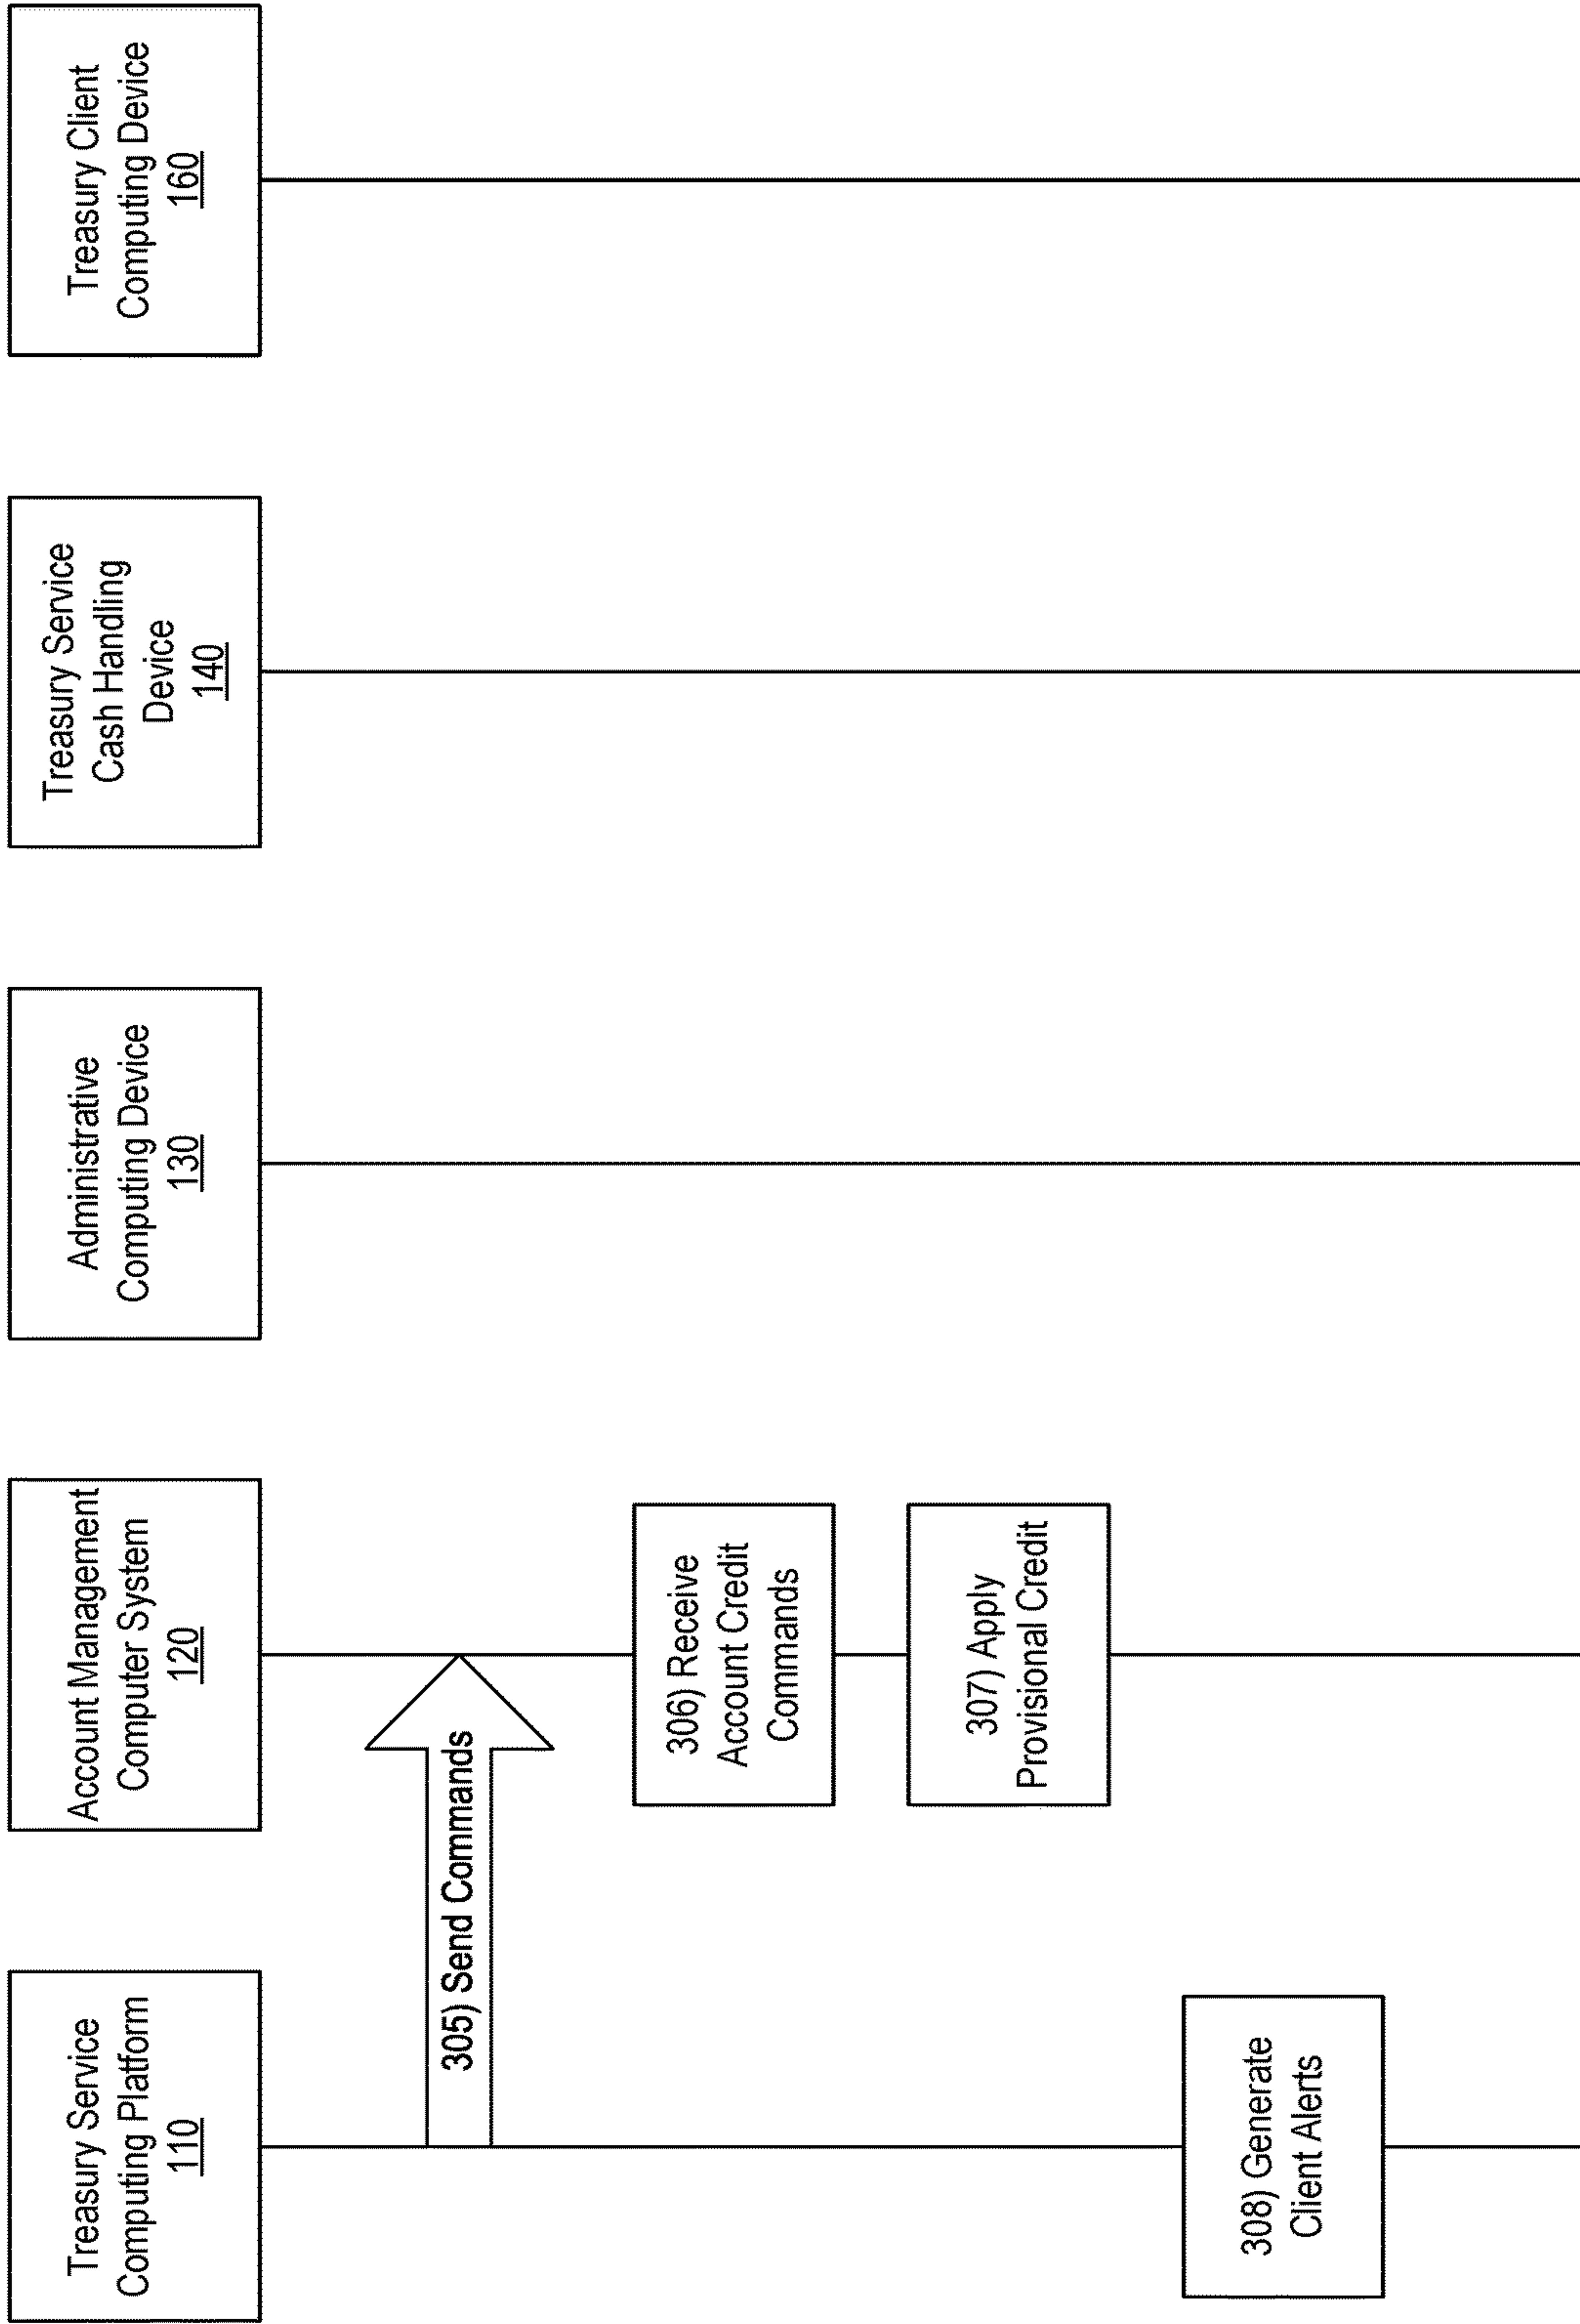 Treasury Service
Computing Platform
110
Account Management
Computer System
120
Administrative
Computing Device
130
Treasury Service
Cash Handling
Device
140
Treasury Client
Computing Device
160
305) Send Commands
306) Receive
Account Credit
Commands
307) Apply
Provisional Credit
308) Generate
Client Alerts